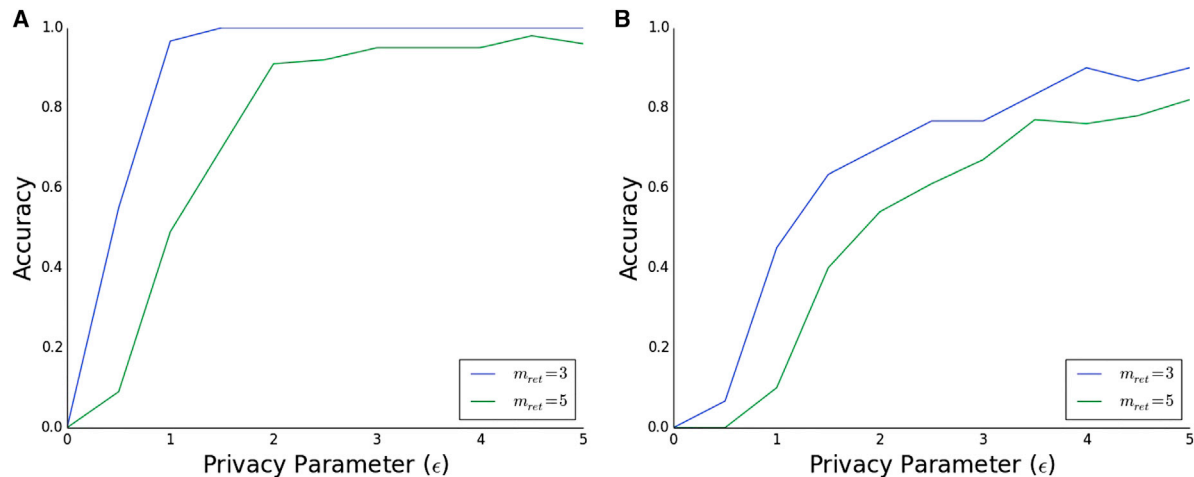 A
1.0
0.8
0.6
0.4
0.2
0.0
Accuracy
0 1 2 3 4 5
Privacy Parameter (ϵ)
m_ret=3
m_ret=5
B
1.0
0.8
0.6
0.4
0.2
0.0
Accuracy
0 1 2 3 4 5
Privacy Parameter (ϵ)
m_ret=3
m_ret=5